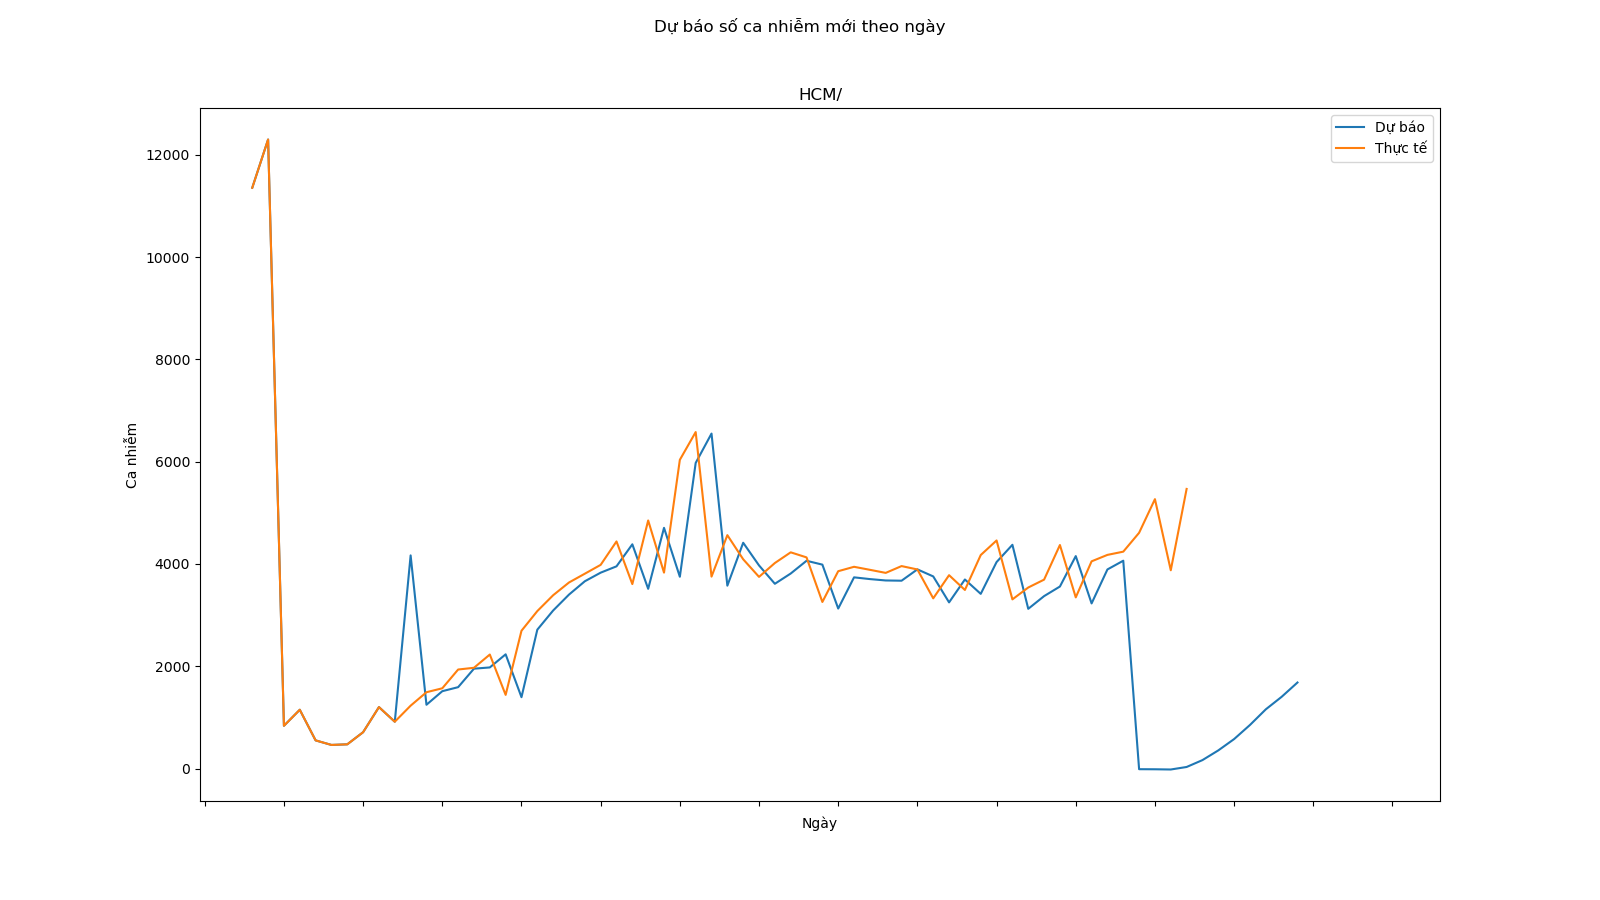 Dự báo số ca nhiễm mới theo ngày
HCM/
Dự báo
Thực tế
12000
10000
8000
6000
4000
2000
0
Ca nhiễm
Ngày